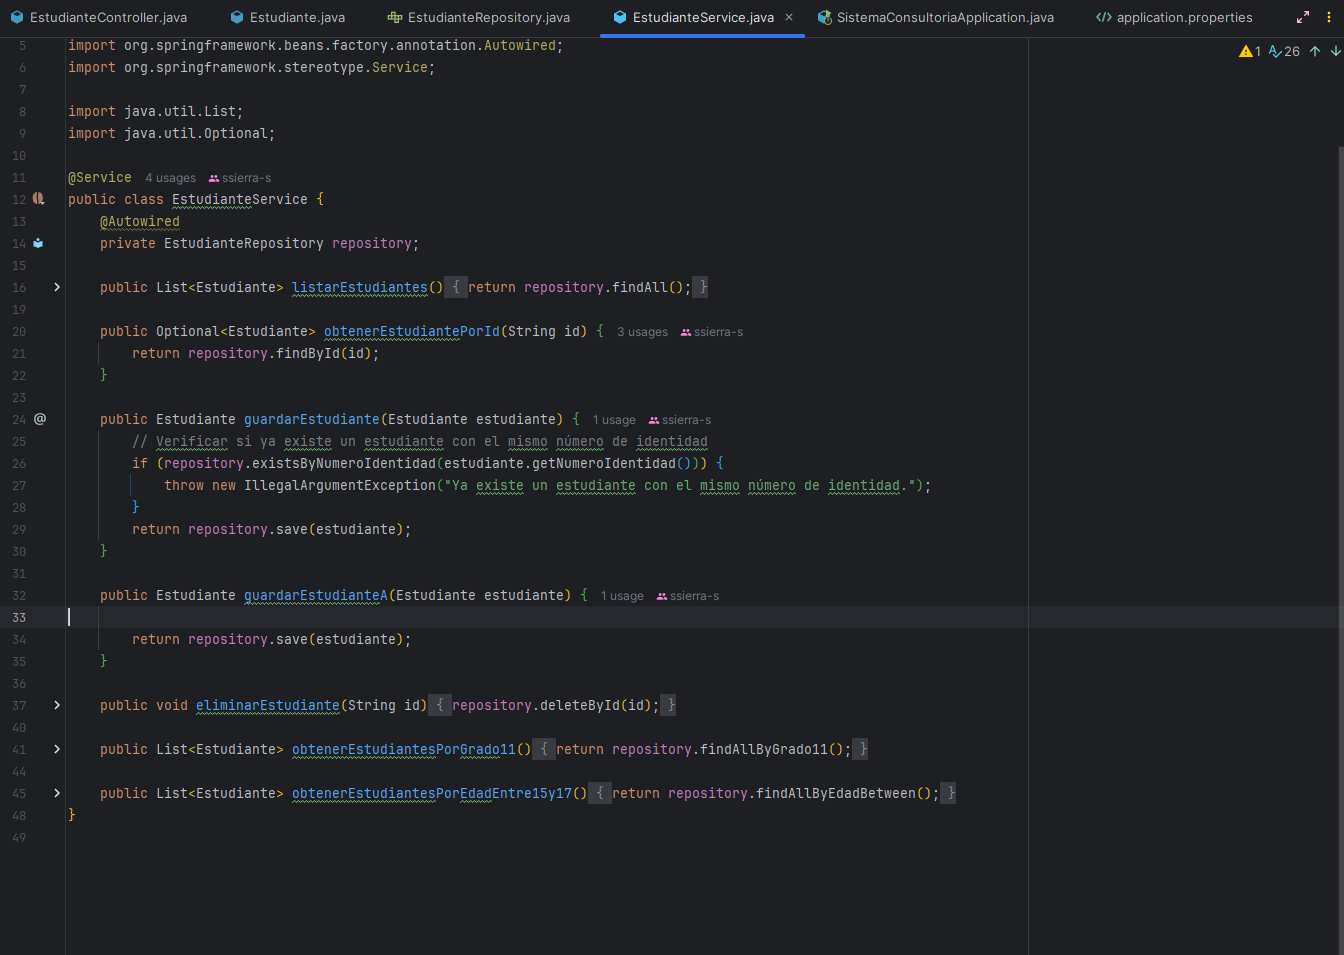 EstudianteController.java Estudiante.java EstudianteRepository.java EstudianteService.java SistemaConsultoriaApplication.java application.properties
1 26
5 import org.springframework.beans.factory.annotation.Autowired;
6 import org.springframework.stereotype.Service;
7
8 import java.util.List;
9 import java.util.Optional;
10
11 @Service 4 usages ssierra-s
12 public class EstudianteService {
13 @Autowired
14 private EstudianteRepository repository;
15
16 public List<Estudiante> listarEstudiantes() { return repository.findAll(); }
19
20 public Optional<Estudiante> obtenerEstudiantePorId(String id) { 3 usages ssierra-s
21 return repository.findById(id);
22 }
23
24 @ public Estudiante guardarEstudiante(Estudiante estudiante) { 1 usage ssierra-s
25 // Verificar si ya existe un estudiante con el mismo número de identidad
26 if (repository.existsByNumeroIdentidad(estudiante.getNumeroIdentidad())) {
27 throw new IllegalArgumentException("Ya existe un estudiante con el mismo número de identidad.");
28 }
29 return repository.save(estudiante);
30 }
31
32 public Estudiante guardarEstudianteA(Estudiante estudiante) { 1 usage ssierra-s
33
34 return repository.save(estudiante);
35 }
36
37 public void eliminarEstudiante(String id) { repository.deleteById(id); }
40
41 public List<Estudiante> obtenerEstudiantesPorGrado11() { return repository.findAllByGrado11(); }
44
45 public List<Estudiante> obtenerEstudiantesPorEdadEntre15y17() { return repository.findAllByEdadBetween(); }
48 }
49